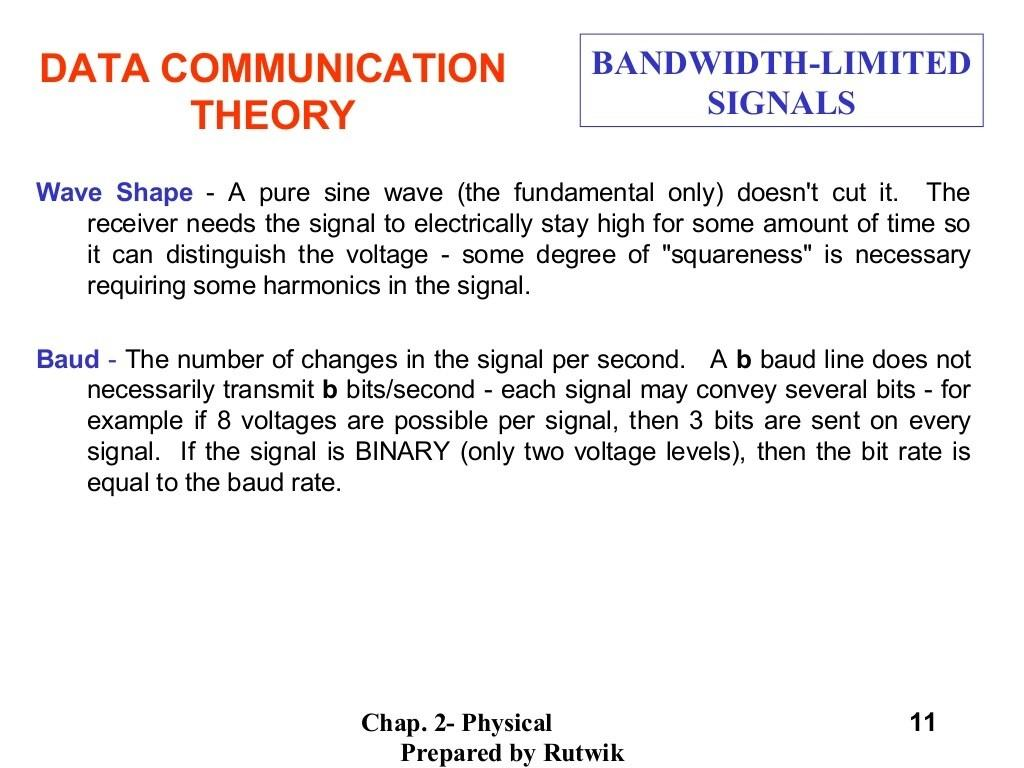 DATA COMMUNICATION
THEORY
BANDWIDTH-LIMITED
SIGNALS
Wave Shape - A pure sine wave (the fundamental only) doesn't cut it. The
receiver needs the signal to electrically stay high for some amount of time so
it can distinguish the voltage - some degree of "squareness" is necessary
requiring some harmonics in the signal.
Baud - The number of changes in the signal per second. A b baud line does not
necessarily transmit b bits/second - each signal may convey several bits - for
example if 8 voltages are possible per signal, then 3 bits are sent on every
signal. If the signal is BINARY (only two voltage levels), then the bit rate is
equal to the baud rate.
Chap. 2- Physical
Prepared by Rutwik
11